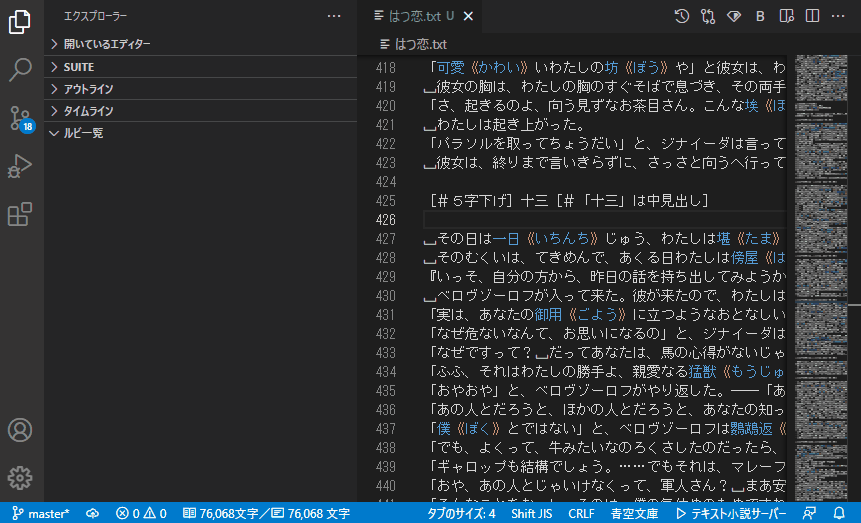 エクスプローラー
開いているエディター
SUITE
アウトライン
タイムライン
ルビ一覧
18
はつ恋.txt U
はつ恋.txt
418 「可愛《かわい》いわたしの坊《ぼう》や」と彼女は、わ
419 ␣彼女の胸は、わたしの胸のすぐそばで息づき、その両手
420 「さ、起きるのよ、向う見ずなお茶目さん。こんな埃《ほ
421 ␣わたしは起き上がった。
422 「パラソルを取ってちょうだい」と、ジナイーダは言って
423 ␣彼女は、終りまで言いきらずに、さっさと向うへ行って
424
425 [＃５字下げ］十三［＃「十三」は中見出し］
426
427 ␣その日は一日《いちんち》じゅう、わたしは堪《たま》
428 ␣そのむくいは、てきめんで、あくる日わたしは傍屋《は
429 『いっそ、自分の方から、昨日の話を持ち出してみようか
430 ␣ベロヴゾーロフが入って来た。彼が来たので、わたしは
431 「実は、あなたの御用《ごよう》に立つようなおとなしい
432 「なぜ危ないなんて、お思いになるの」と、ジナイーダは
433 「なぜですって？␣だってあなたは、馬の心得がないじゃ
434 「ふふ、それはわたしの勝手よ、親愛なる猛獣《もうじゅ
435 「おやおや」と、ベロヴゾーロフがやり返した。――「あ
436 「あの人とだろうと、ほかの人とだろうと、あなたの知っ
437 「僕《ぼく》とではない」と、ベロヴゾーロフは鸚鵡返《
438 「でも、よくって、牛みたいなのろくさしたのだったら、
439 「ギャロップも結構でしょう。……でもそれは、マレーフ
440 「おや、あの人とじゃいけなくって、軍人さん？␣まあ安
master*
0 0
76,068文字／ 76,068 文字
タブのサイズ: 4
Shift JIS
CRLF
青空文庫
テキスト小説サーバー